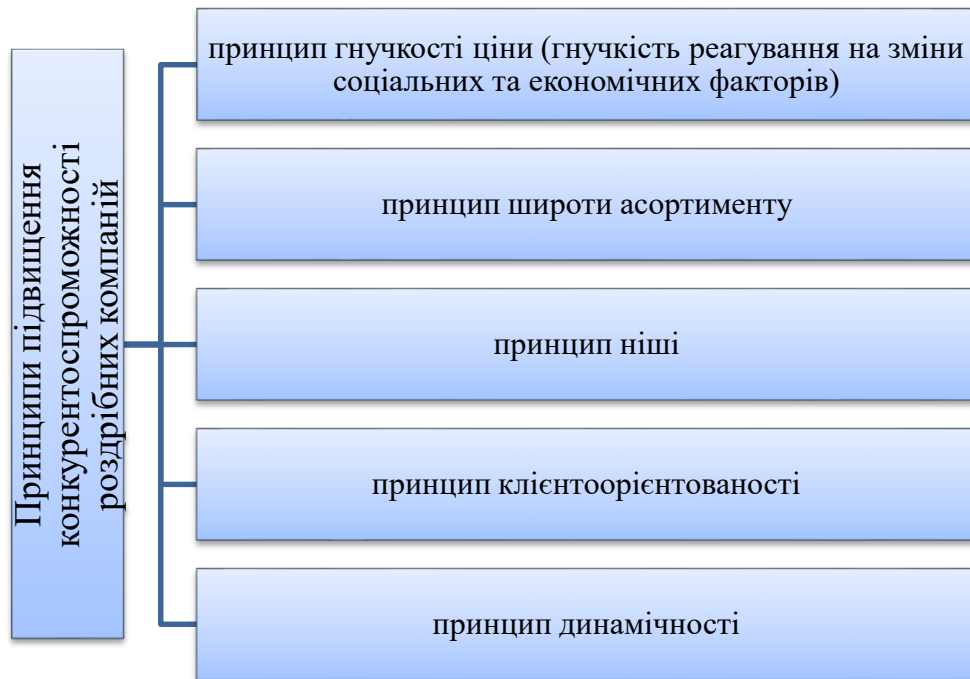 Принципи підвищення
конкурентоспроможності
роздрібних компаній
принцип гнучкості ціни (гнучкість реагування на зміни
соціальних та економічних факторів)
принцип широти асортименту
принцип ніші
принцип клієнтоорієнтованості
принцип динамічності